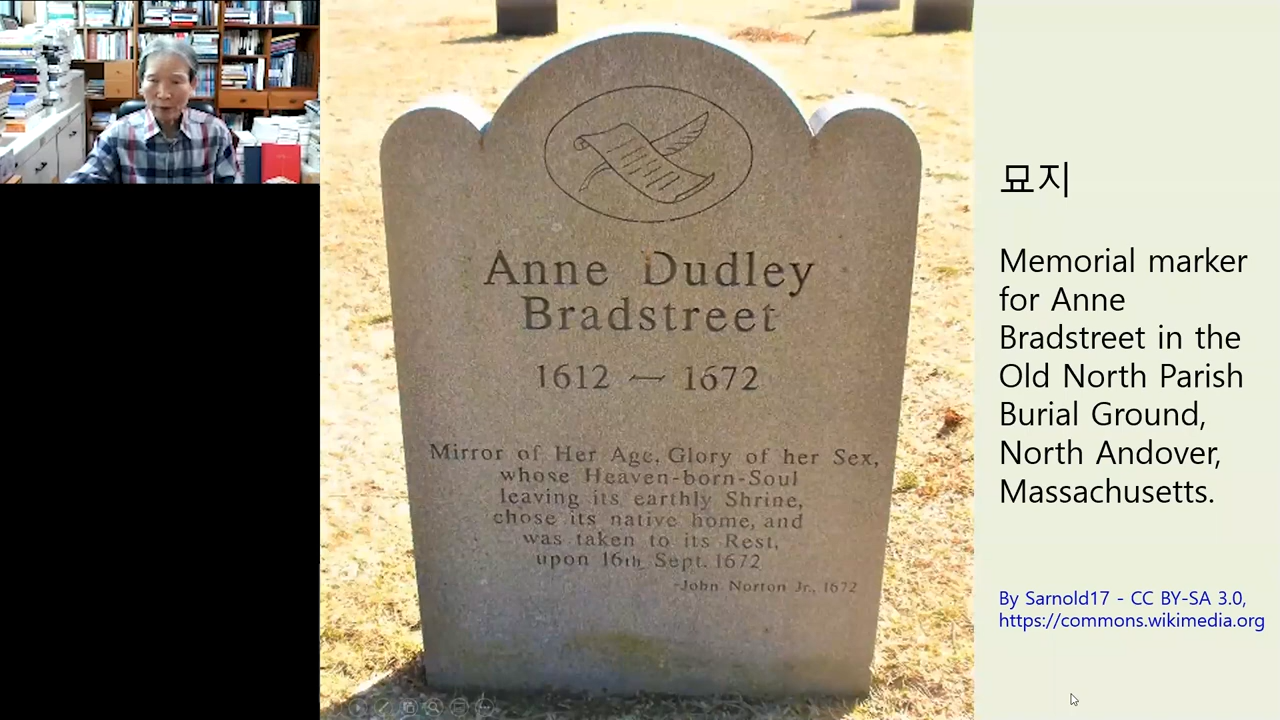 Anne Dudley
Bradstreet
1612 — 1672
Mirror of Her Age, Glory of her Sex,
whose Heaven-born-Soul
leaving its earthly Shrine,
chose its native home, and
was taken to its Rest,
upon 16th Sept. 1672
-John Norton Jr., 1672
묘지
Memorial marker
for Anne
Bradstreet in the
Old North Parish
Burial Ground,
North Andover,
Massachusetts.
By Sarnold17 - CC BY-SA 3.0,
https://commons.wikimedia.org